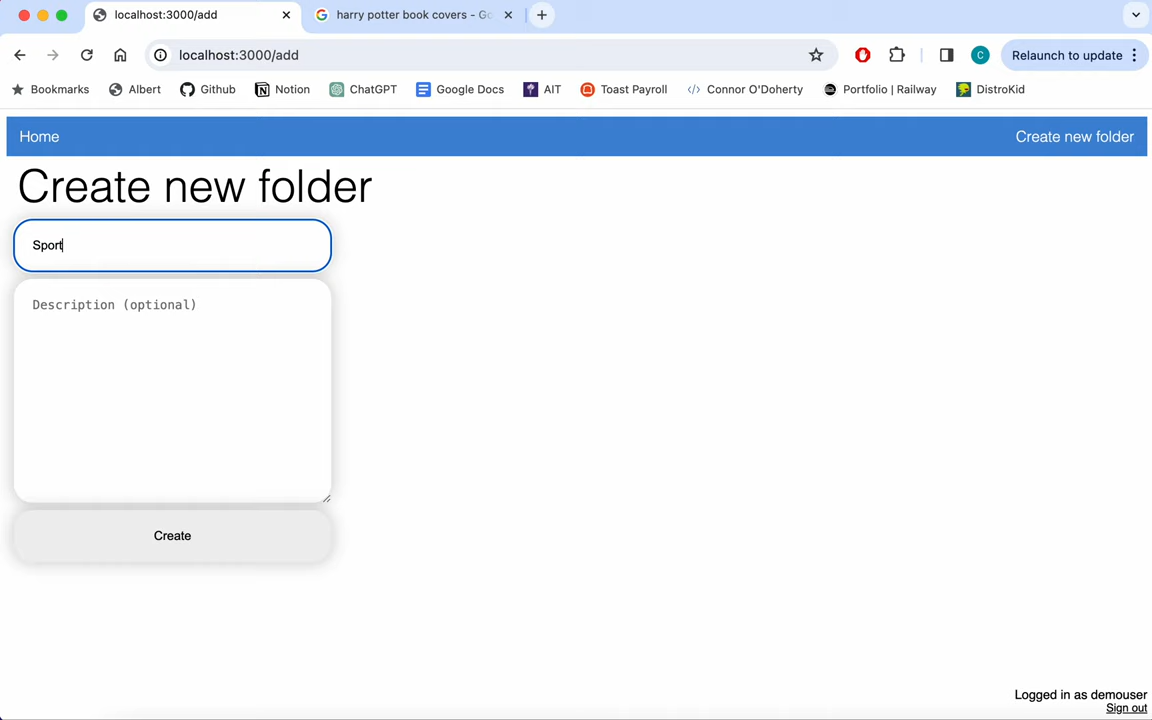 localhost:3000/add
harry potter book covers - Go
localhost:3000/add
Relaunch to update
Bookmarks
Albert
Github
Notion
ChatGPT
Google Docs
AIT
Toast Payroll
Connor O'Doherty
Portfolio | Railway
DistroKid
Home
Create new folder
Create new folder
Sport
Description (optional)
Create
Logged in as demouser
Sign out